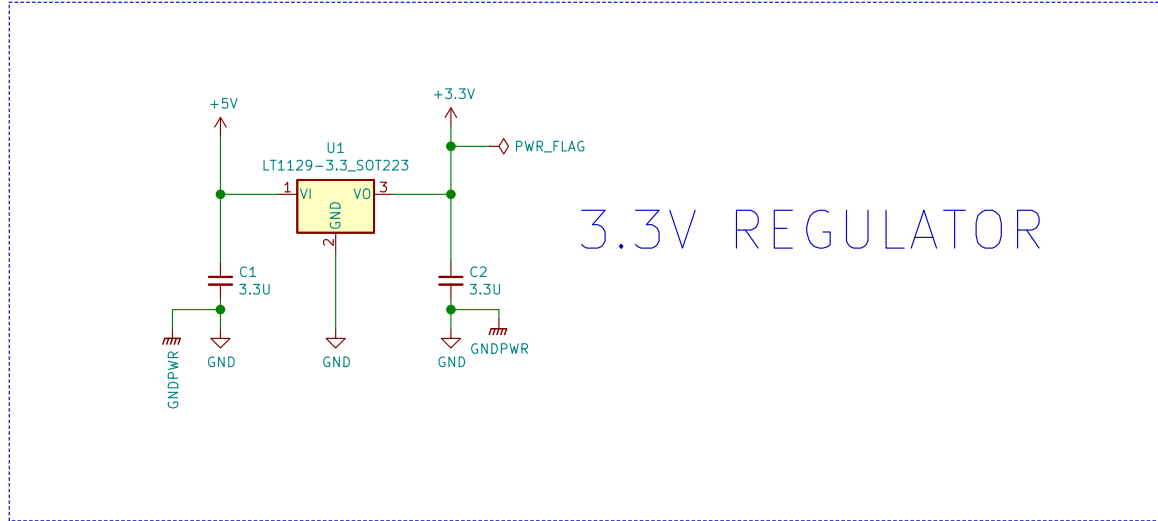 +5V
+3.3V
PWR_FLAG
U1
LT1129-3.3_SOT223
1
VI
VO
3
GND
2
3.3V REGULATOR
C1
3.3U
C2
3.3U
GNDPWR
GND
GND
GND
GNDPWR